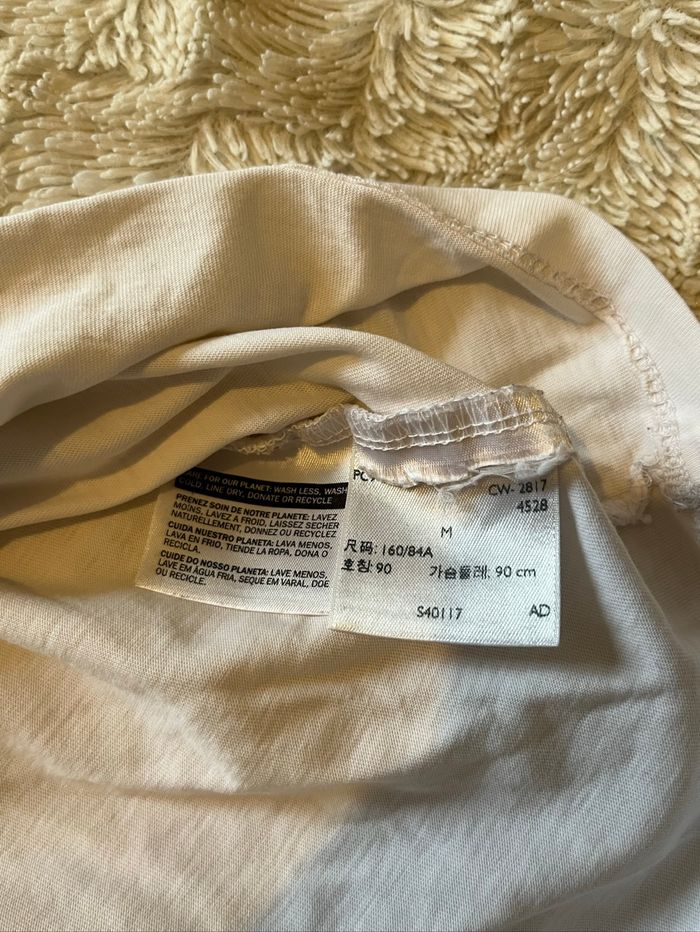 FOR OUR PLANET: WASH LESS, WASH
COLD, LINE DRY, DONATE OR RECYCLE
PRENEZ SOIN DE NOTRE PLANETE: LAVEZ
MOINS, LAVEZ A FROID, LAISSEZ SECHER
NATURELLEMENT, DONNEZ OU RECYCLEZ
CUIDA NUESTRO PLANETA: LAVA MENOS,
LAVA EN FRIO, TIENDE LA ROPA, DONA O
RECICLA.
CUIDE DO NOSSO PLANETA: LAVE MENOS,
LAVE EM ÁGUA FRIA, SEQUE EM VARAL, DOE
OU RECICLE.
CW- 2817
4528
M
尺码: 160/84A
호칭: 90 가슴둘레: 90 cm
S40117 AD